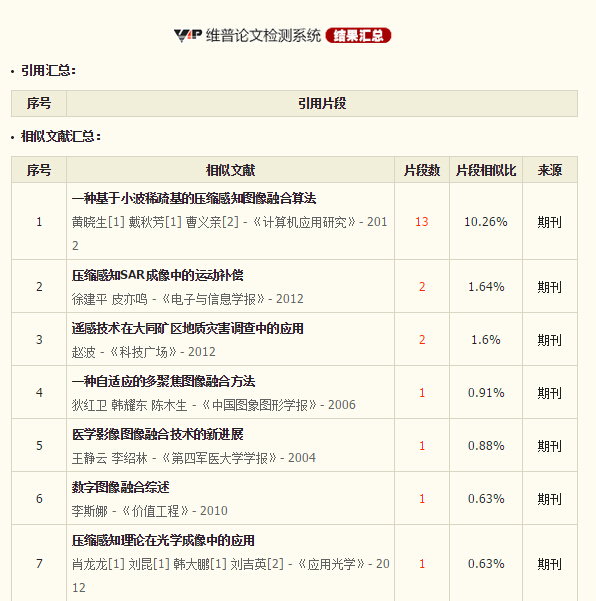 VIP 维普论文检测系统 结果汇总
• 引用汇总：
序号 引用片段
• 相似文献汇总：
序号 相似文献 片段数 片段相似比 来源
一种基于小波稀疏基的压缩感知图像融合算法
1 黄晓生[1] 戴秋芳[1] 曹义亲[2] - 《计算机应用研究》- 201 13 10.26% 期刊
2
压缩感知SAR成像中的运动补偿
2 徐建平 皮亦鸣 - 《电子与信息学报》- 2012 2 1.64% 期刊
遥感技术在大同矿区地质灾害调查中的应用
3 赵波 - 《科技广场》- 2012 2 1.6% 期刊
一种自适应的多聚焦图像融合方法
4 狄红卫 韩耀东 陈木生 - 《中国图象图形学报》- 2006 1 0.91% 期刊
医学影像图像融合技术的新进展
5 王静云 李绍林 - 《第四军医大学学报》- 2004 1 0.88% 期刊
数字图像融合综述
6 李斯娜 - 《价值工程》- 2010 1 0.63% 期刊
压缩感知理论在光学成像中的应用
7 肖龙龙[1] 刘昆[1] 韩大鹏[1] 刘吉英[2] - 《应用光学》- 20 1 0.63% 期刊
12